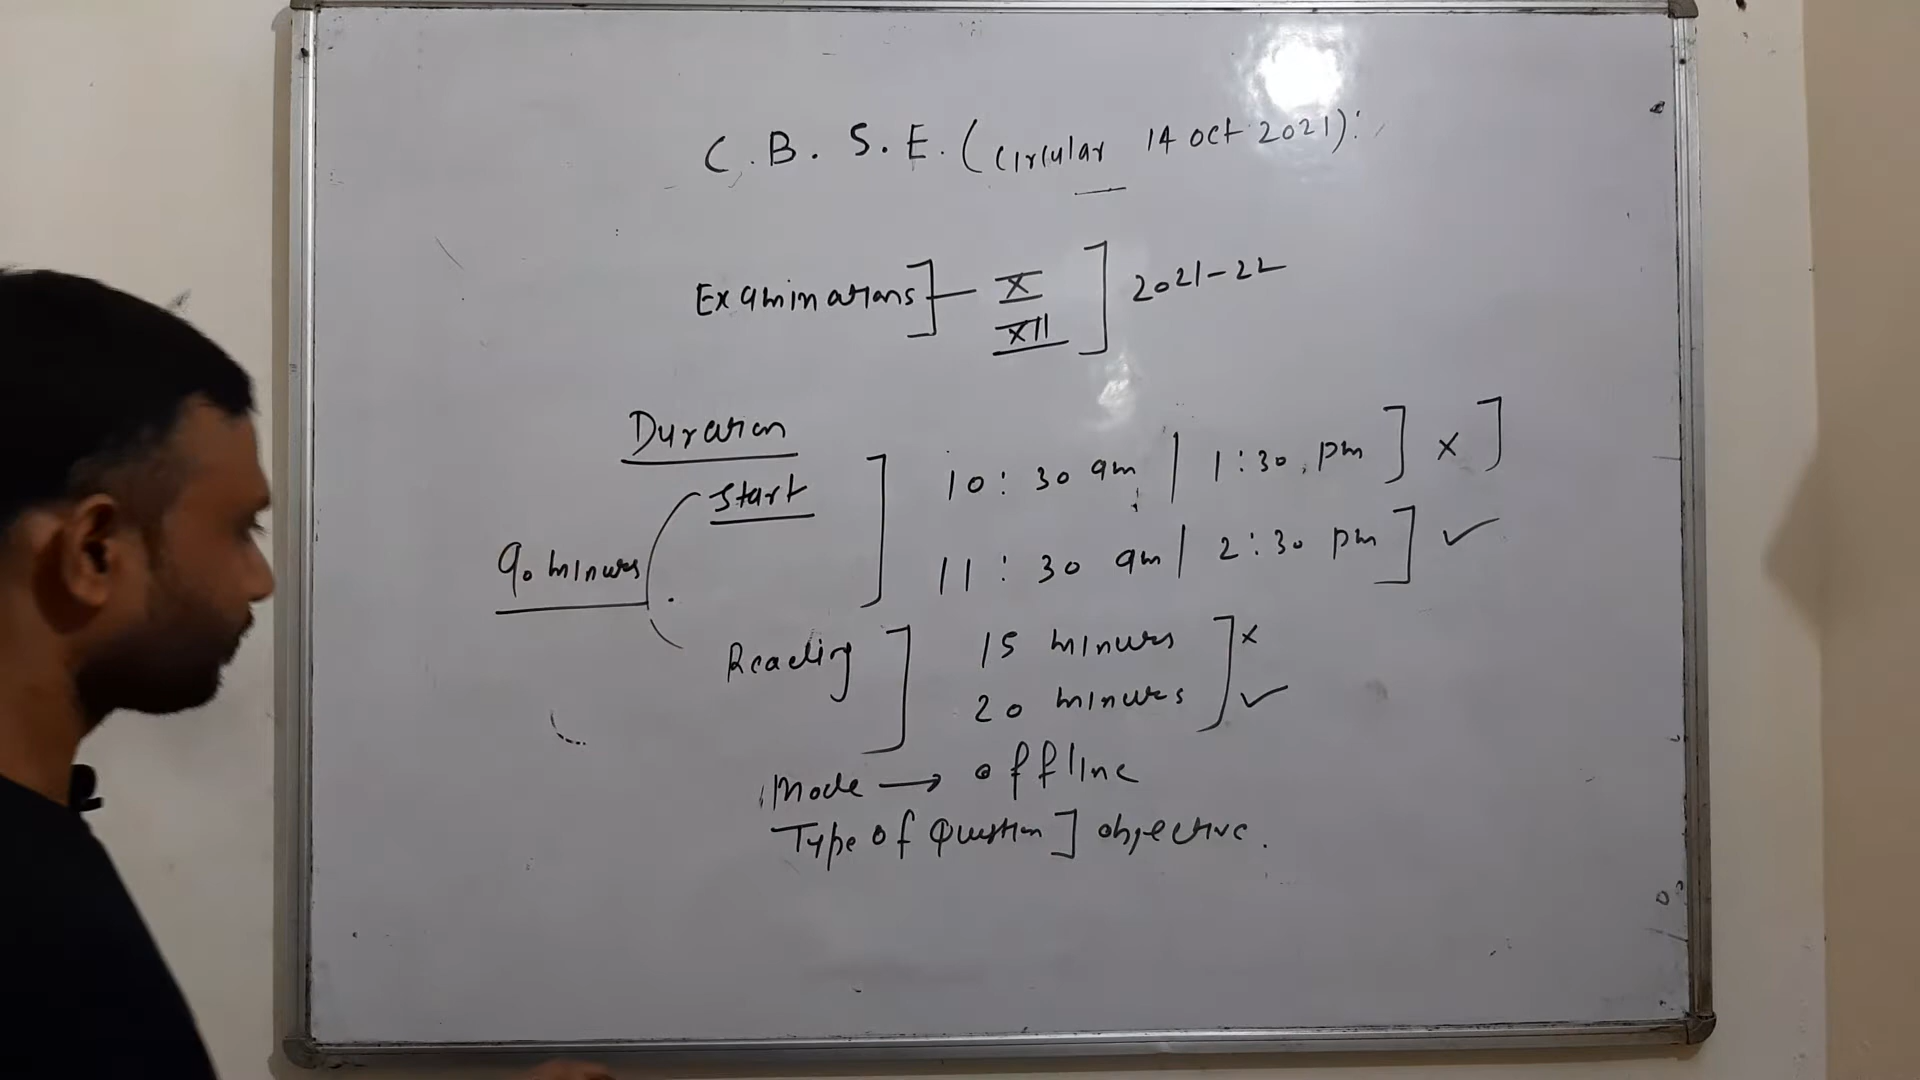 C.B.S.E. (Circular 14 Oct 2021):
Examinations] — X ] 2021-22
XII
Duration
Start ] 10:30 am | 1:30 pm ] ×]
90 minutes
11:30 am | 2:30 pm ] ✓
Reading ] 15 minutes ] ×
20 minutes ✓
Mode → offline
Type of Question ] objective.